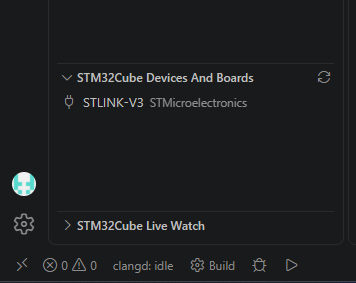 STM32Cube Devices And Boards
STLINK-V3 STMicroelectronics
STM32Cube Live Watch
0 0 clangd: idle Build